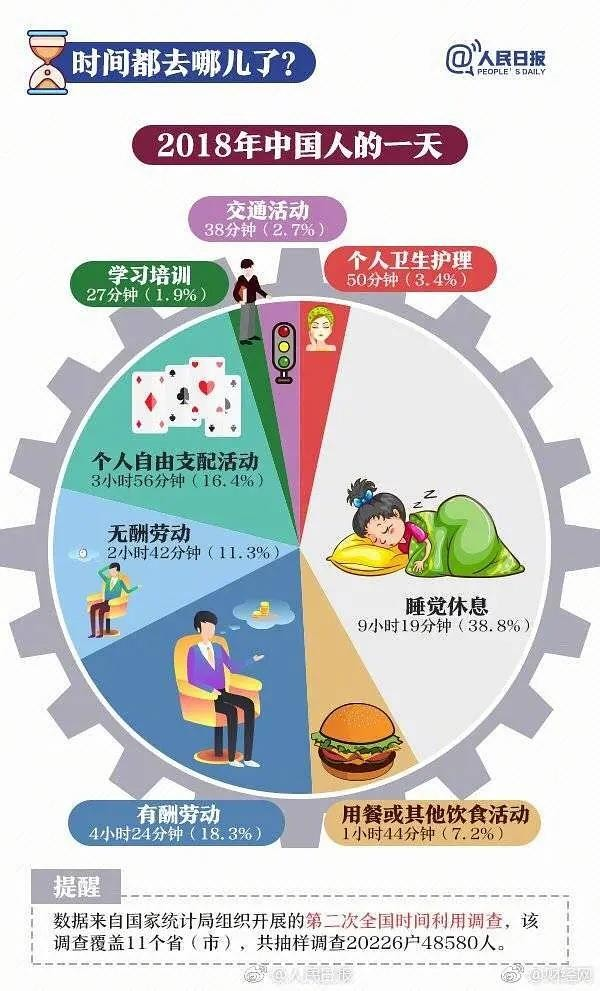 时间都去哪儿了？
@人民日报
PEOPLE'S DAILY
2018年中国人的一天
交通活动
38分钟（2.7%）
个人卫生护理
50分钟（3.4%）
学习培训
27分钟（1.9%）
个人自由支配活动
3小时56分钟（16.4%）
无酬劳动
2小时42分钟（11.3%）
睡觉休息
9小时19分钟（38.8%）
有酬劳动
4小时24分钟（18.3%）
用餐或其他饮食活动
1小时44分钟（7.2%）
提醒
数据来自国家统计局组织开展的第二次全国时间利用调查，该
调查覆盖11个省（市），共抽样调查20226户48580人。
@人民日报
@财经网